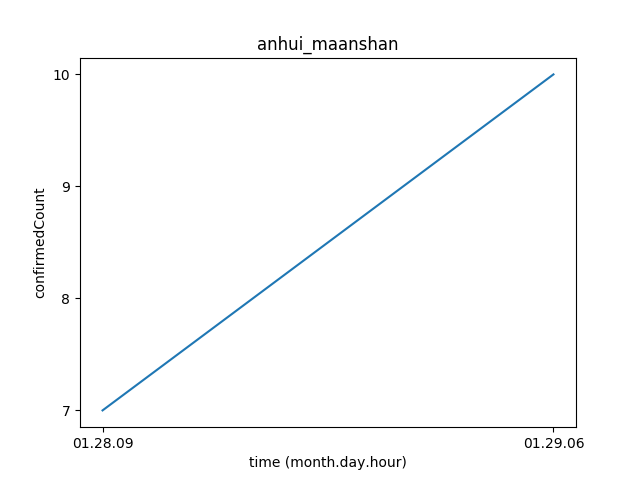 anhui_maanshan
10
9
8
7
confirmedCount
01.28.09
01.29.06
time (month.day.hour)